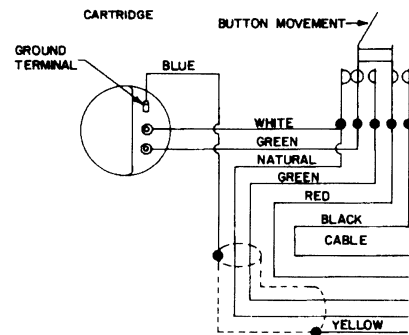 CARTRIDGE
BUTTON MOVEMENT
GROUND
TERMINAL
BLUE
WHITE
GREEN
NATURAL
GREEN
RED
BLACK
CABLE
YELLOW